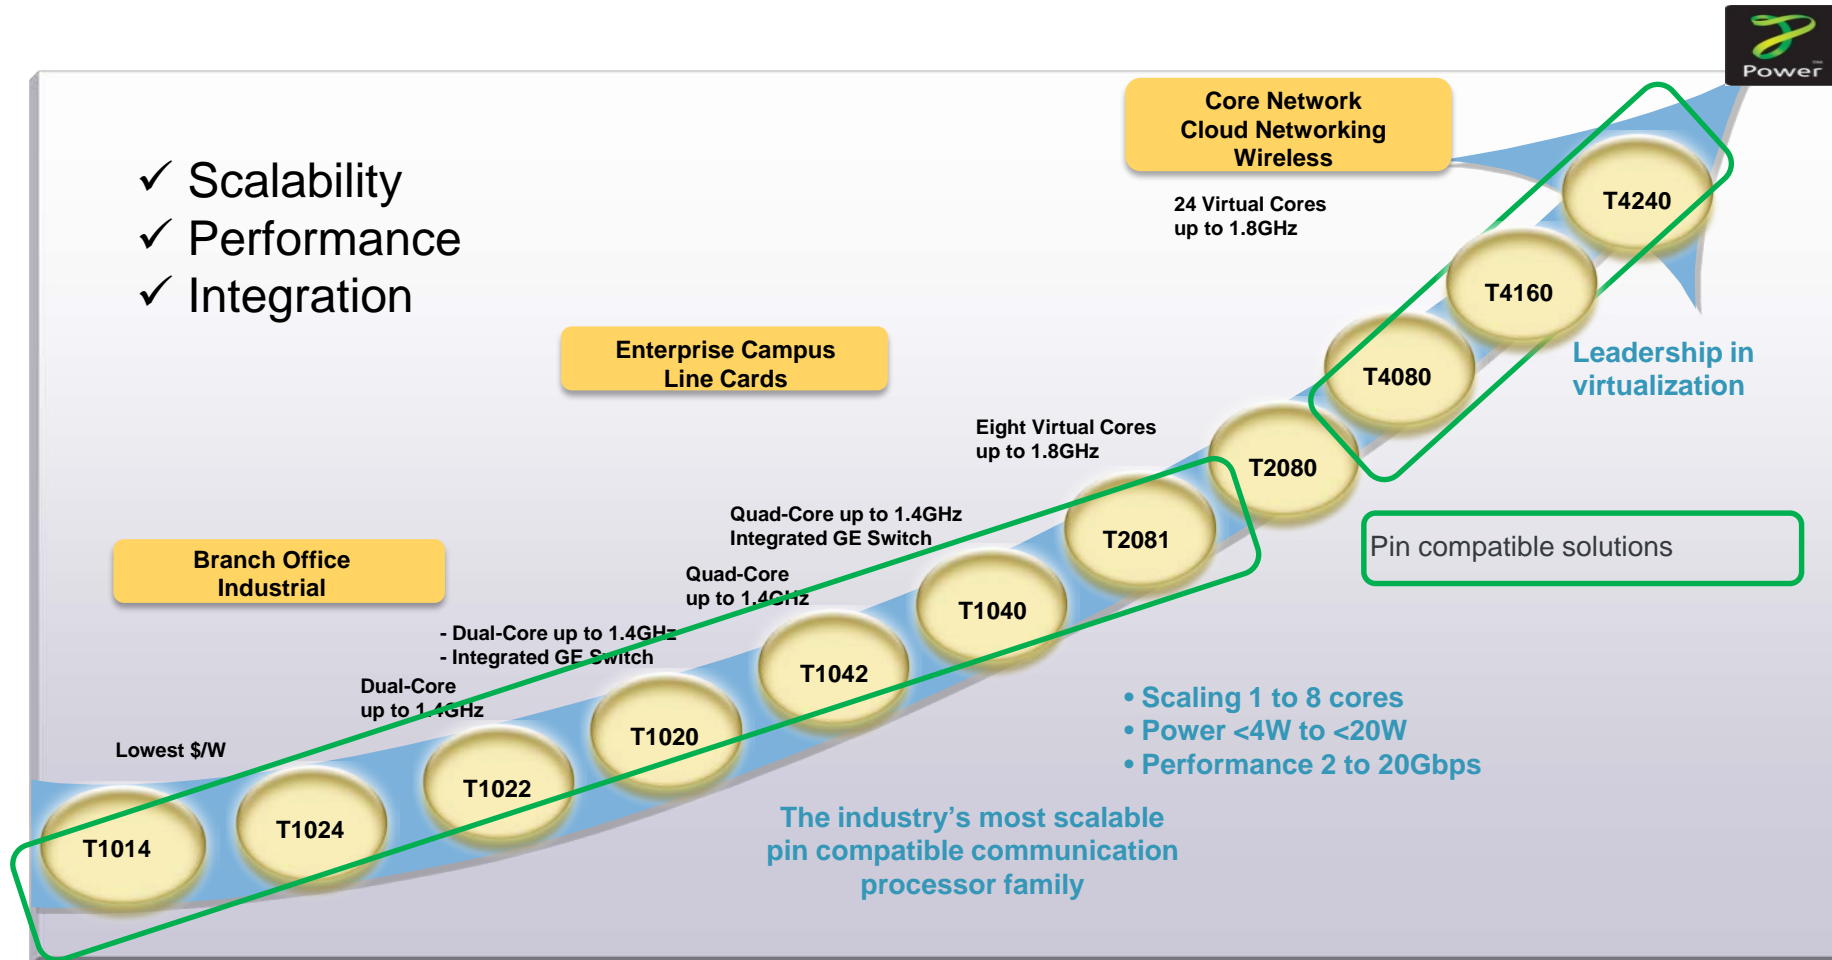 Power
Core Network
Cloud Networking
Wireless
✓ Scalability
✓ Performance
✓ Integration
24 Virtual Cores
up to 1.8GHz
T4240
T4160
Enterprise Campus
Line Cards
Leadership in
virtualization
T4080
Eight Virtual Cores
up to 1.8GHz
T2080
Quad-Core up to 1.4GHz
Integrated GE Switch
T2081
Pin compatible solutions
Branch Office
Industrial
Quad-Core
up to 1.4GHz
T1040
- Dual-Core up to 1.4GHz
- Integrated GE Switch
T1042
Dual-Core
up to 1.4GHz
• Scaling 1 to 8 cores
• Power <4W to <20W
• Performance 2 to 20Gbps
T1020
Lowest $/W
T1022
The industry’s most scalable
pin compatible communication
processor family
T1024
T1014